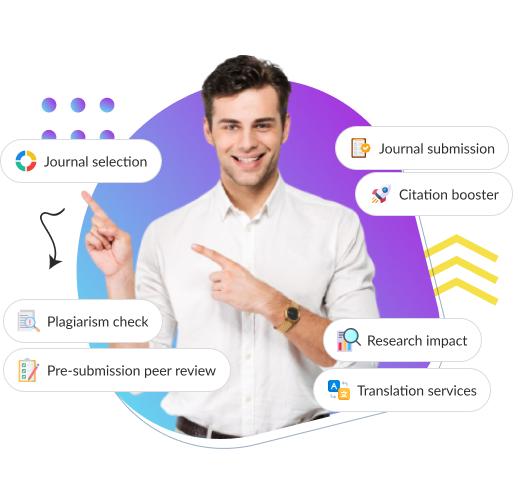 Journal selection
Journal submission
Citation booster
Plagiarism check
Pre-submission peer review
Research impact
Translation services